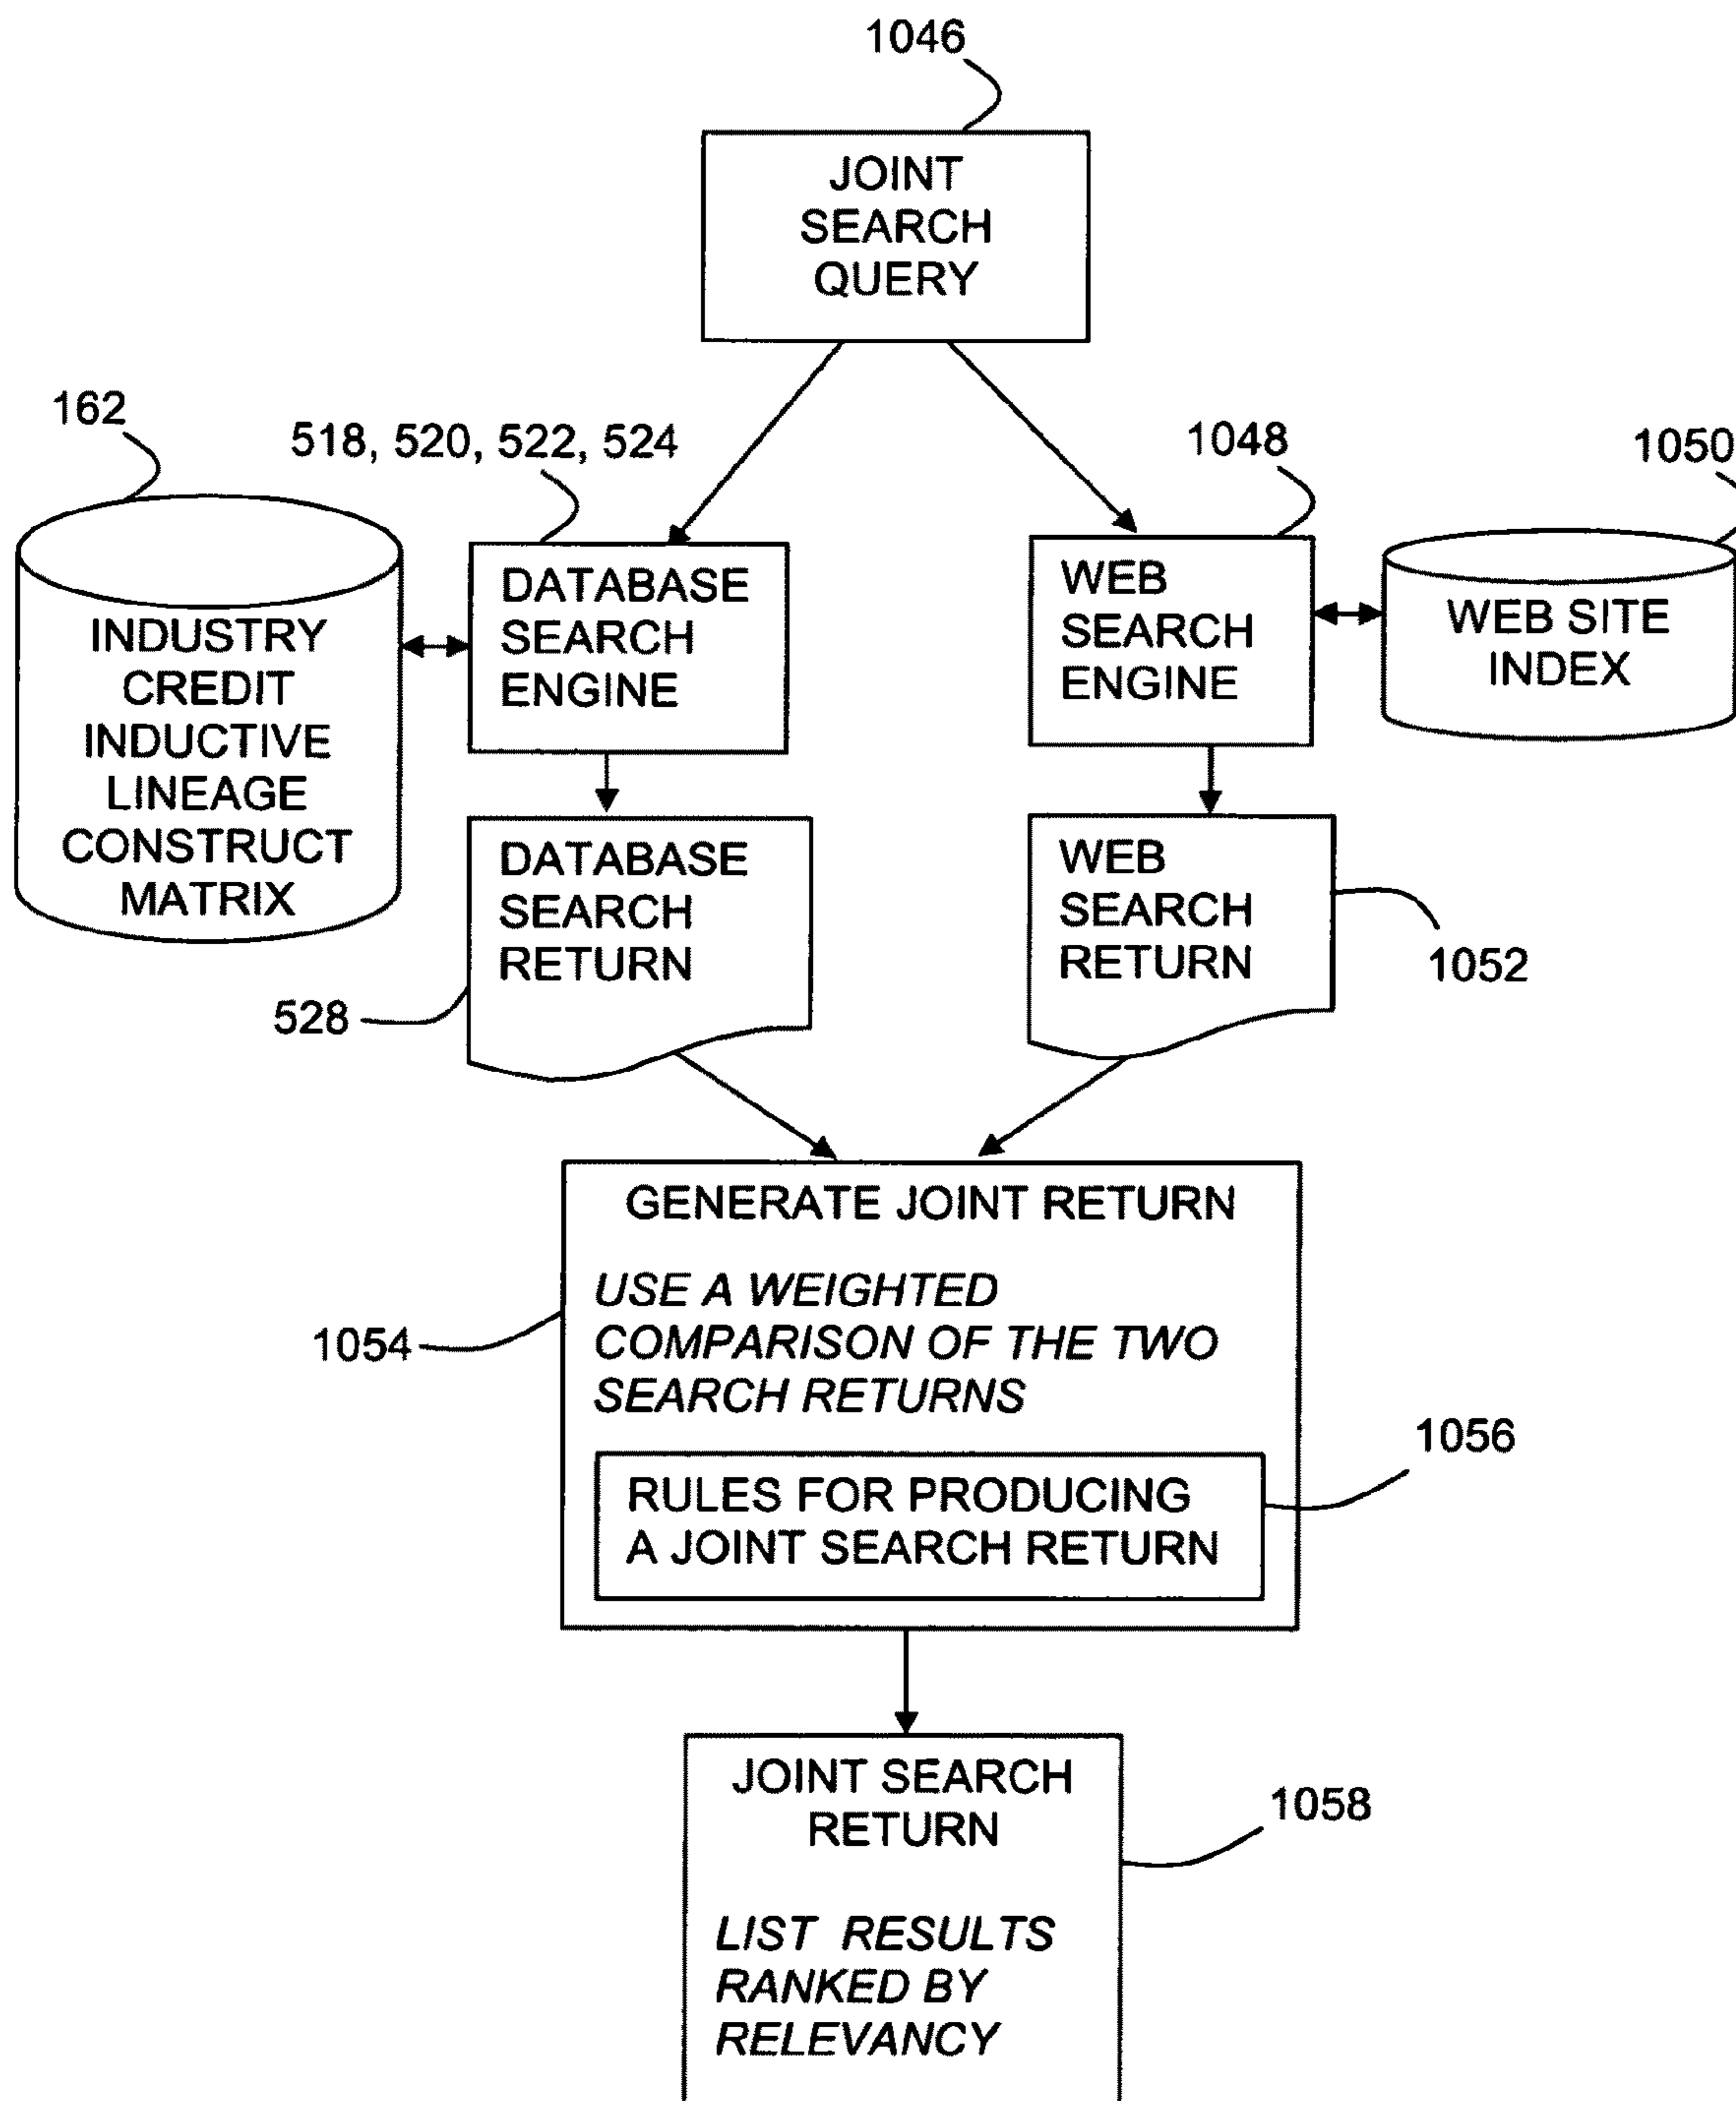 1046
JOINT
SEARCH
QUERY
162
518, 520, 522, 524
1048
1050
INDUSTRY
CREDIT
INDUCTIVE
LINEAGE
CONSTRUCT
MATRIX
DATABASE
SEARCH
ENGINE
WEB
SEARCH
ENGINE
WEB SITE
INDEX
DATABASE
SEARCH
RETURN
528
WEB
SEARCH
RETURN
1052
GENERATE JOINT RETURN
USE A WEIGHTED
COMPARISON OF THE TWO
SEARCH RETURNS
1054
1056
RULES FOR PRODUCING
A JOINT SEARCH RETURN
JOINT SEARCH
RETURN
1058
LIST RESULTS
RANKED BY
RELEVANCY